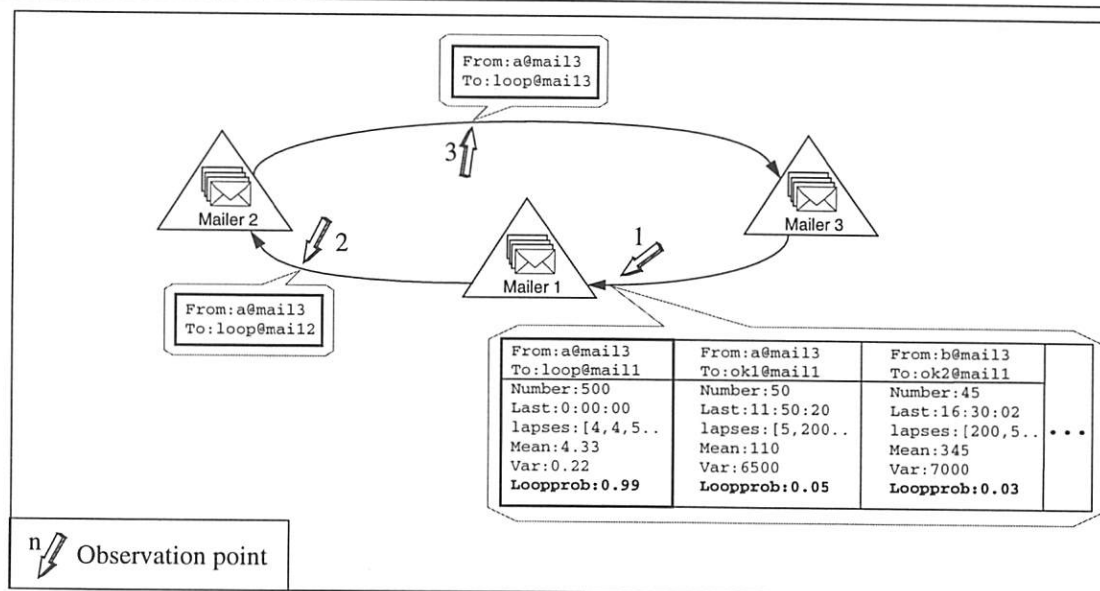 From:a@mail3
To:loop@mail3
3
Mailer 2
Mailer 3
2
1
Mailer 1
From:a@mail3
To:loop@mail2
From:a@mail3
To:loop@mail1
Number:500
Last:0:00:00
lapses:[4,4,5..
Mean:4.33
Var:0.22
Loopprob:0.99
From:a@mail3
To:ok1@mail1
Number:50
Last:11:50:20
lapses:[5,200..
Mean:110
Var:6500
Loopprob:0.05
From:b@mail3
To:ok2@mail1
Number:45
Last:16:30:02
lapses:[200,5..
Mean:345
Var:7000
Loopprob:0.03
...
n Observation point